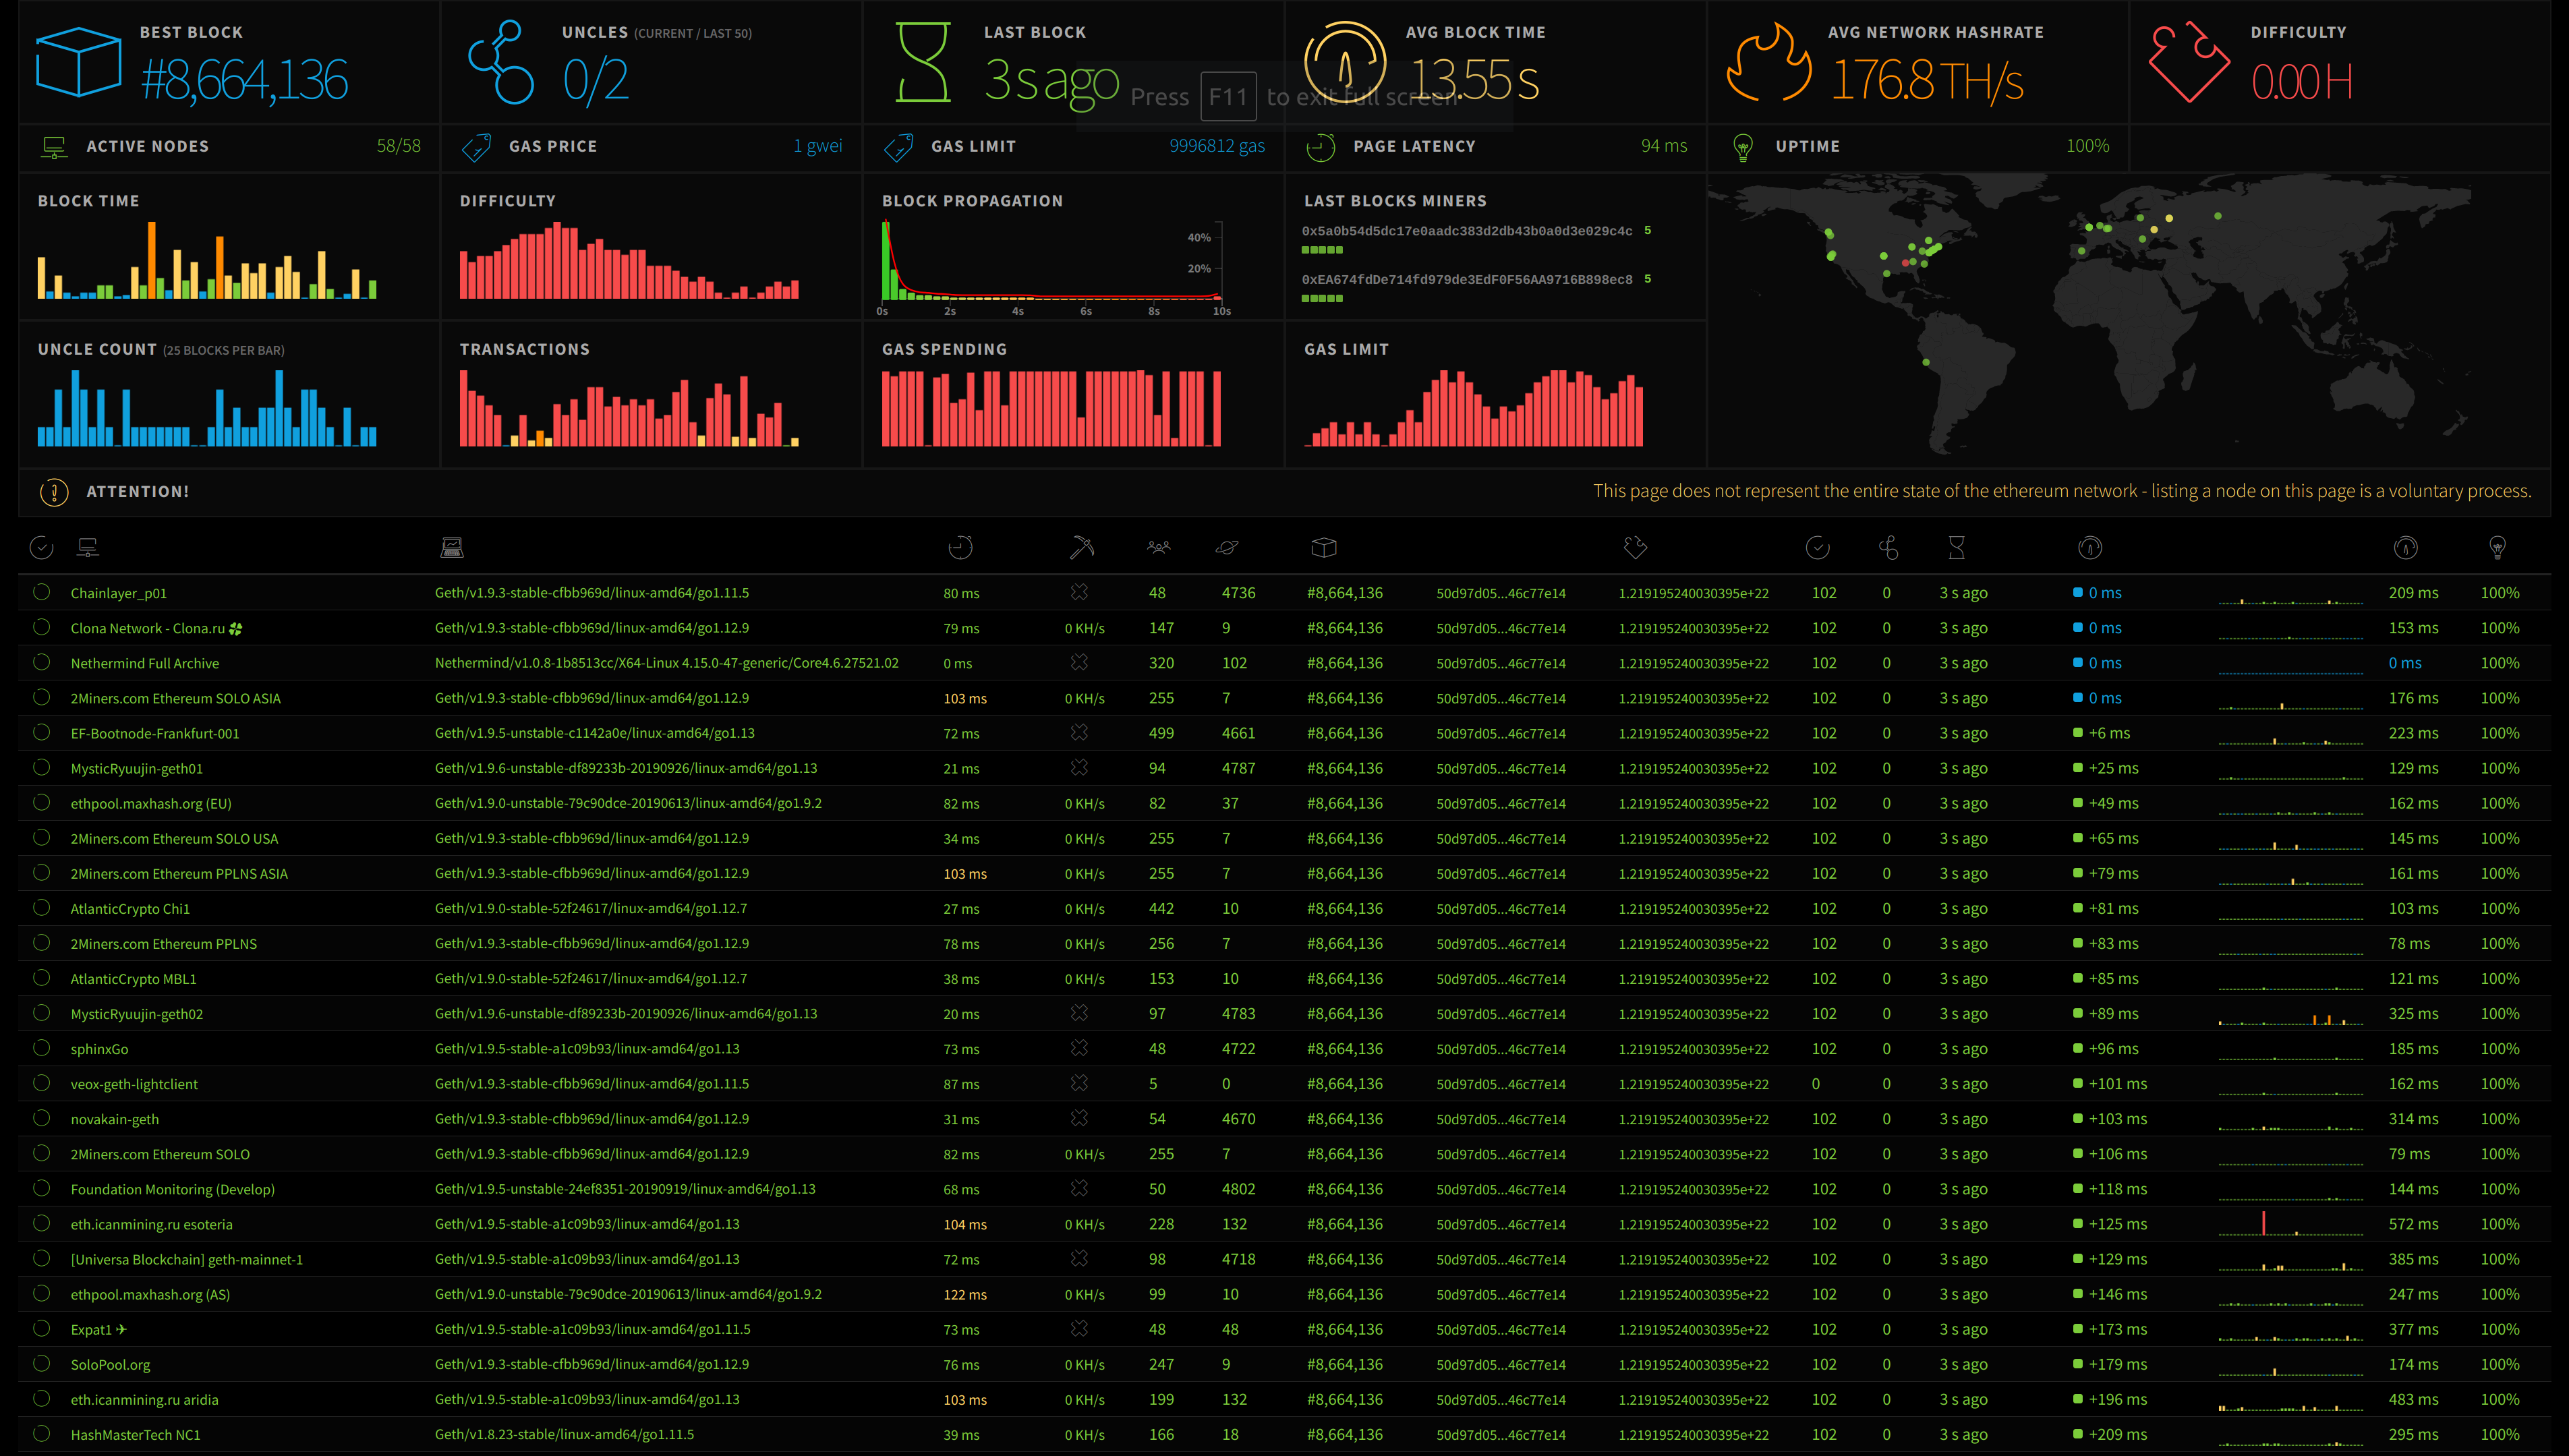 BEST BLOCK
#8,664,136
UNCLES (CURRENT / LAST 50)
0/2
LAST BLOCK
3 s ago
AVG BLOCK TIME
13.55 s
AVG NETWORK HASHRATE
176.8 TH/s
DIFFICULTY
0.00 H
Press F11 to exit full screen
ACTIVE NODES 58/58
GAS PRICE 1 gwei
GAS LIMIT 9996812 gas
PAGE LATENCY 94 ms
UPTIME 100%
BLOCK TIME
DIFFICULTY
BLOCK PROPAGATION
40%
20%
0s 2s 4s 6s 8s 10s
LAST BLOCKS MINERS
0x5a0b54d5dc17e0aadc383d2db43b0a0d3e029c4c 5
0xEA674fdDe714fd979de3EdF0F56AA9716B898ec8 5
UNCLE COUNT (25 BLOCKS PER BAR)
TRANSACTIONS
GAS SPENDING
GAS LIMIT
ATTENTION! This page does not represent the entire state of the ethereum network - listing a node on this page is a voluntary process.
Chainlayer_p01 Geth/v1.9.3-stable-cfbb969d/linux-amd64/go1.11.5 80 ms 48 4736 #8,664,136 50d97d05...46c77e14 1.219195240030395e+22 102 0 3 s ago 0 ms 209 ms 100%
Clona Network - Clona.ru 🍀 Geth/v1.9.3-stable-cfbb969d/linux-amd64/go1.12.9 79 ms 0 KH/s 147 9 #8,664,136 50d97d05...46c77e14 1.219195240030395e+22 102 0 3 s ago 0 ms 153 ms 100%
Nethermind Full Archive Nethermind/v1.0.8-1b8513cc/X64-Linux 4.15.0-47-generic/Core4.6.27521.02 0 ms 320 102 #8,664,136 50d97d05...46c77e14 1.219195240030395e+22 102 0 3 s ago 0 ms 0 ms 100%
2Miners.com Ethereum SOLO ASIA Geth/v1.9.3-stable-cfbb969d/linux-amd64/go1.12.9 103 ms 0 KH/s 255 7 #8,664,136 50d97d05...46c77e14 1.219195240030395e+22 102 0 3 s ago 0 ms 176 ms 100%
EF-Bootnode-Frankfurt-001 Geth/v1.9.5-unstable-c1142a0e/linux-amd64/go1.13 72 ms 499 4661 #8,664,136 50d97d05...46c77e14 1.219195240030395e+22 102 0 3 s ago +6 ms 223 ms 100%
MysticRyuujin-geth01 Geth/v1.9.6-unstable-df89233b-20190926/linux-amd64/go1.13 21 ms 94 4787 #8,664,136 50d97d05...46c77e14 1.219195240030395e+22 102 0 3 s ago +25 ms 129 ms 100%
ethpool.maxhash.org (EU) Geth/v1.9.0-unstable-79c90dce-20190613/linux-amd64/go1.9.2 82 ms 0 KH/s 82 37 #8,664,136 50d97d05...46c77e14 1.219195240030395e+22 102 0 3 s ago +49 ms 162 ms 100%
2Miners.com Ethereum SOLO USA Geth/v1.9.3-stable-cfbb969d/linux-amd64/go1.12.9 34 ms 0 KH/s 255 7 #8,664,136 50d97d05...46c77e14 1.219195240030395e+22 102 0 3 s ago +65 ms 145 ms 100%
2Miners.com Ethereum PPLNS ASIA Geth/v1.9.3-stable-cfbb969d/linux-amd64/go1.12.9 103 ms 0 KH/s 255 7 #8,664,136 50d97d05...46c77e14 1.219195240030395e+22 102 0 3 s ago +79 ms 161 ms 100%
AtlanticCrypto Chi1 Geth/v1.9.0-stable-52f24617/linux-amd64/go1.12.7 27 ms 0 KH/s 442 10 #8,664,136 50d97d05...46c77e14 1.219195240030395e+22 102 0 3 s ago +81 ms 103 ms 100%
2Miners.com Ethereum PPLNS Geth/v1.9.3-stable-cfbb969d/linux-amd64/go1.12.9 78 ms 0 KH/s 256 7 #8,664,136 50d97d05...46c77e14 1.219195240030395e+22 102 0 3 s ago +83 ms 78 ms 100%
AtlanticCrypto MBL1 Geth/v1.9.0-stable-52f24617/linux-amd64/go1.12.7 38 ms 0 KH/s 153 10 #8,664,136 50d97d05...46c77e14 1.219195240030395e+22 102 0 3 s ago +85 ms 121 ms 100%
MysticRyuujin-geth02 Geth/v1.9.6-unstable-df89233b-20190926/linux-amd64/go1.13 20 ms 97 4783 #8,664,136 50d97d05...46c77e14 1.219195240030395e+22 102 0 3 s ago +89 ms 325 ms 100%
sphinxGo Geth/v1.9.5-stable-a1c09b93/linux-amd64/go1.13 73 ms 48 4722 #8,664,136 50d97d05...46c77e14 1.219195240030395e+22 102 0 3 s ago +96 ms 185 ms 100%
veox-geth-lightclient Geth/v1.9.3-stable-cfbb969d/linux-amd64/go1.11.5 87 ms 5 0 #8,664,136 50d97d05...46c77e14 1.219195240030395e+22 0 0 3 s ago +101 ms 162 ms 100%
novakain-geth Geth/v1.9.3-stable-cfbb969d/linux-amd64/go1.12.9 31 ms 54 4670 #8,664,136 50d97d05...46c77e14 1.219195240030395e+22 102 0 3 s ago +103 ms 314 ms 100%
2Miners.com Ethereum SOLO Geth/v1.9.3-stable-cfbb969d/linux-amd64/go1.12.9 82 ms 0 KH/s 255 7 #8,664,136 50d97d05...46c77e14 1.219195240030395e+22 102 0 3 s ago +106 ms 79 ms 100%
Foundation Monitoring (Develop) Geth/v1.9.5-unstable-24ef8351-20190919/linux-amd64/go1.13 68 ms 50 4802 #8,664,136 50d97d05...46c77e14 1.219195240030395e+22 102 0 3 s ago +118 ms 144 ms 100%
eth.icanmining.ru esoteria Geth/v1.9.5-stable-a1c09b93/linux-amd64/go1.13 104 ms 0 KH/s 228 132 #8,664,136 50d97d05...46c77e14 1.219195240030395e+22 102 0 3 s ago +125 ms 572 ms 100%
[Universa Blockchain] geth-mainnet-1 Geth/v1.9.5-stable-a1c09b93/linux-amd64/go1.13 72 ms 98 4718 #8,664,136 50d97d05...46c77e14 1.219195240030395e+22 102 0 3 s ago +129 ms 385 ms 100%
ethpool.maxhash.org (AS) Geth/v1.9.0-unstable-79c90dce-20190613/linux-amd64/go1.9.2 122 ms 0 KH/s 99 10 #8,664,136 50d97d05...46c77e14 1.219195240030395e+22 102 0 3 s ago +146 ms 247 ms 100%
Expat1 ✈ Geth/v1.9.5-stable-a1c09b93/linux-amd64/go1.11.5 73 ms 48 48 #8,664,136 50d97d05...46c77e14 1.219195240030395e+22 102 0 3 s ago +173 ms 377 ms 100%
SoloPool.org Geth/v1.9.3-stable-cfbb969d/linux-amd64/go1.12.9 76 ms 0 KH/s 247 9 #8,664,136 50d97d05...46c77e14 1.219195240030395e+22 102 0 3 s ago +179 ms 174 ms 100%
eth.icanmining.ru aridia Geth/v1.9.5-stable-a1c09b93/linux-amd64/go1.13 103 ms 0 KH/s 199 132 #8,664,136 50d97d05...46c77e14 1.219195240030395e+22 102 0 3 s ago +196 ms 483 ms 100%
HashMasterTech NC1 Geth/v1.8.23-stable/linux-amd64/go1.11.5 39 ms 0 KH/s 166 18 #8,664,136 50d97d05...46c77e14 1.219195240030395e+22 102 0 3 s ago +209 ms 295 ms 100%